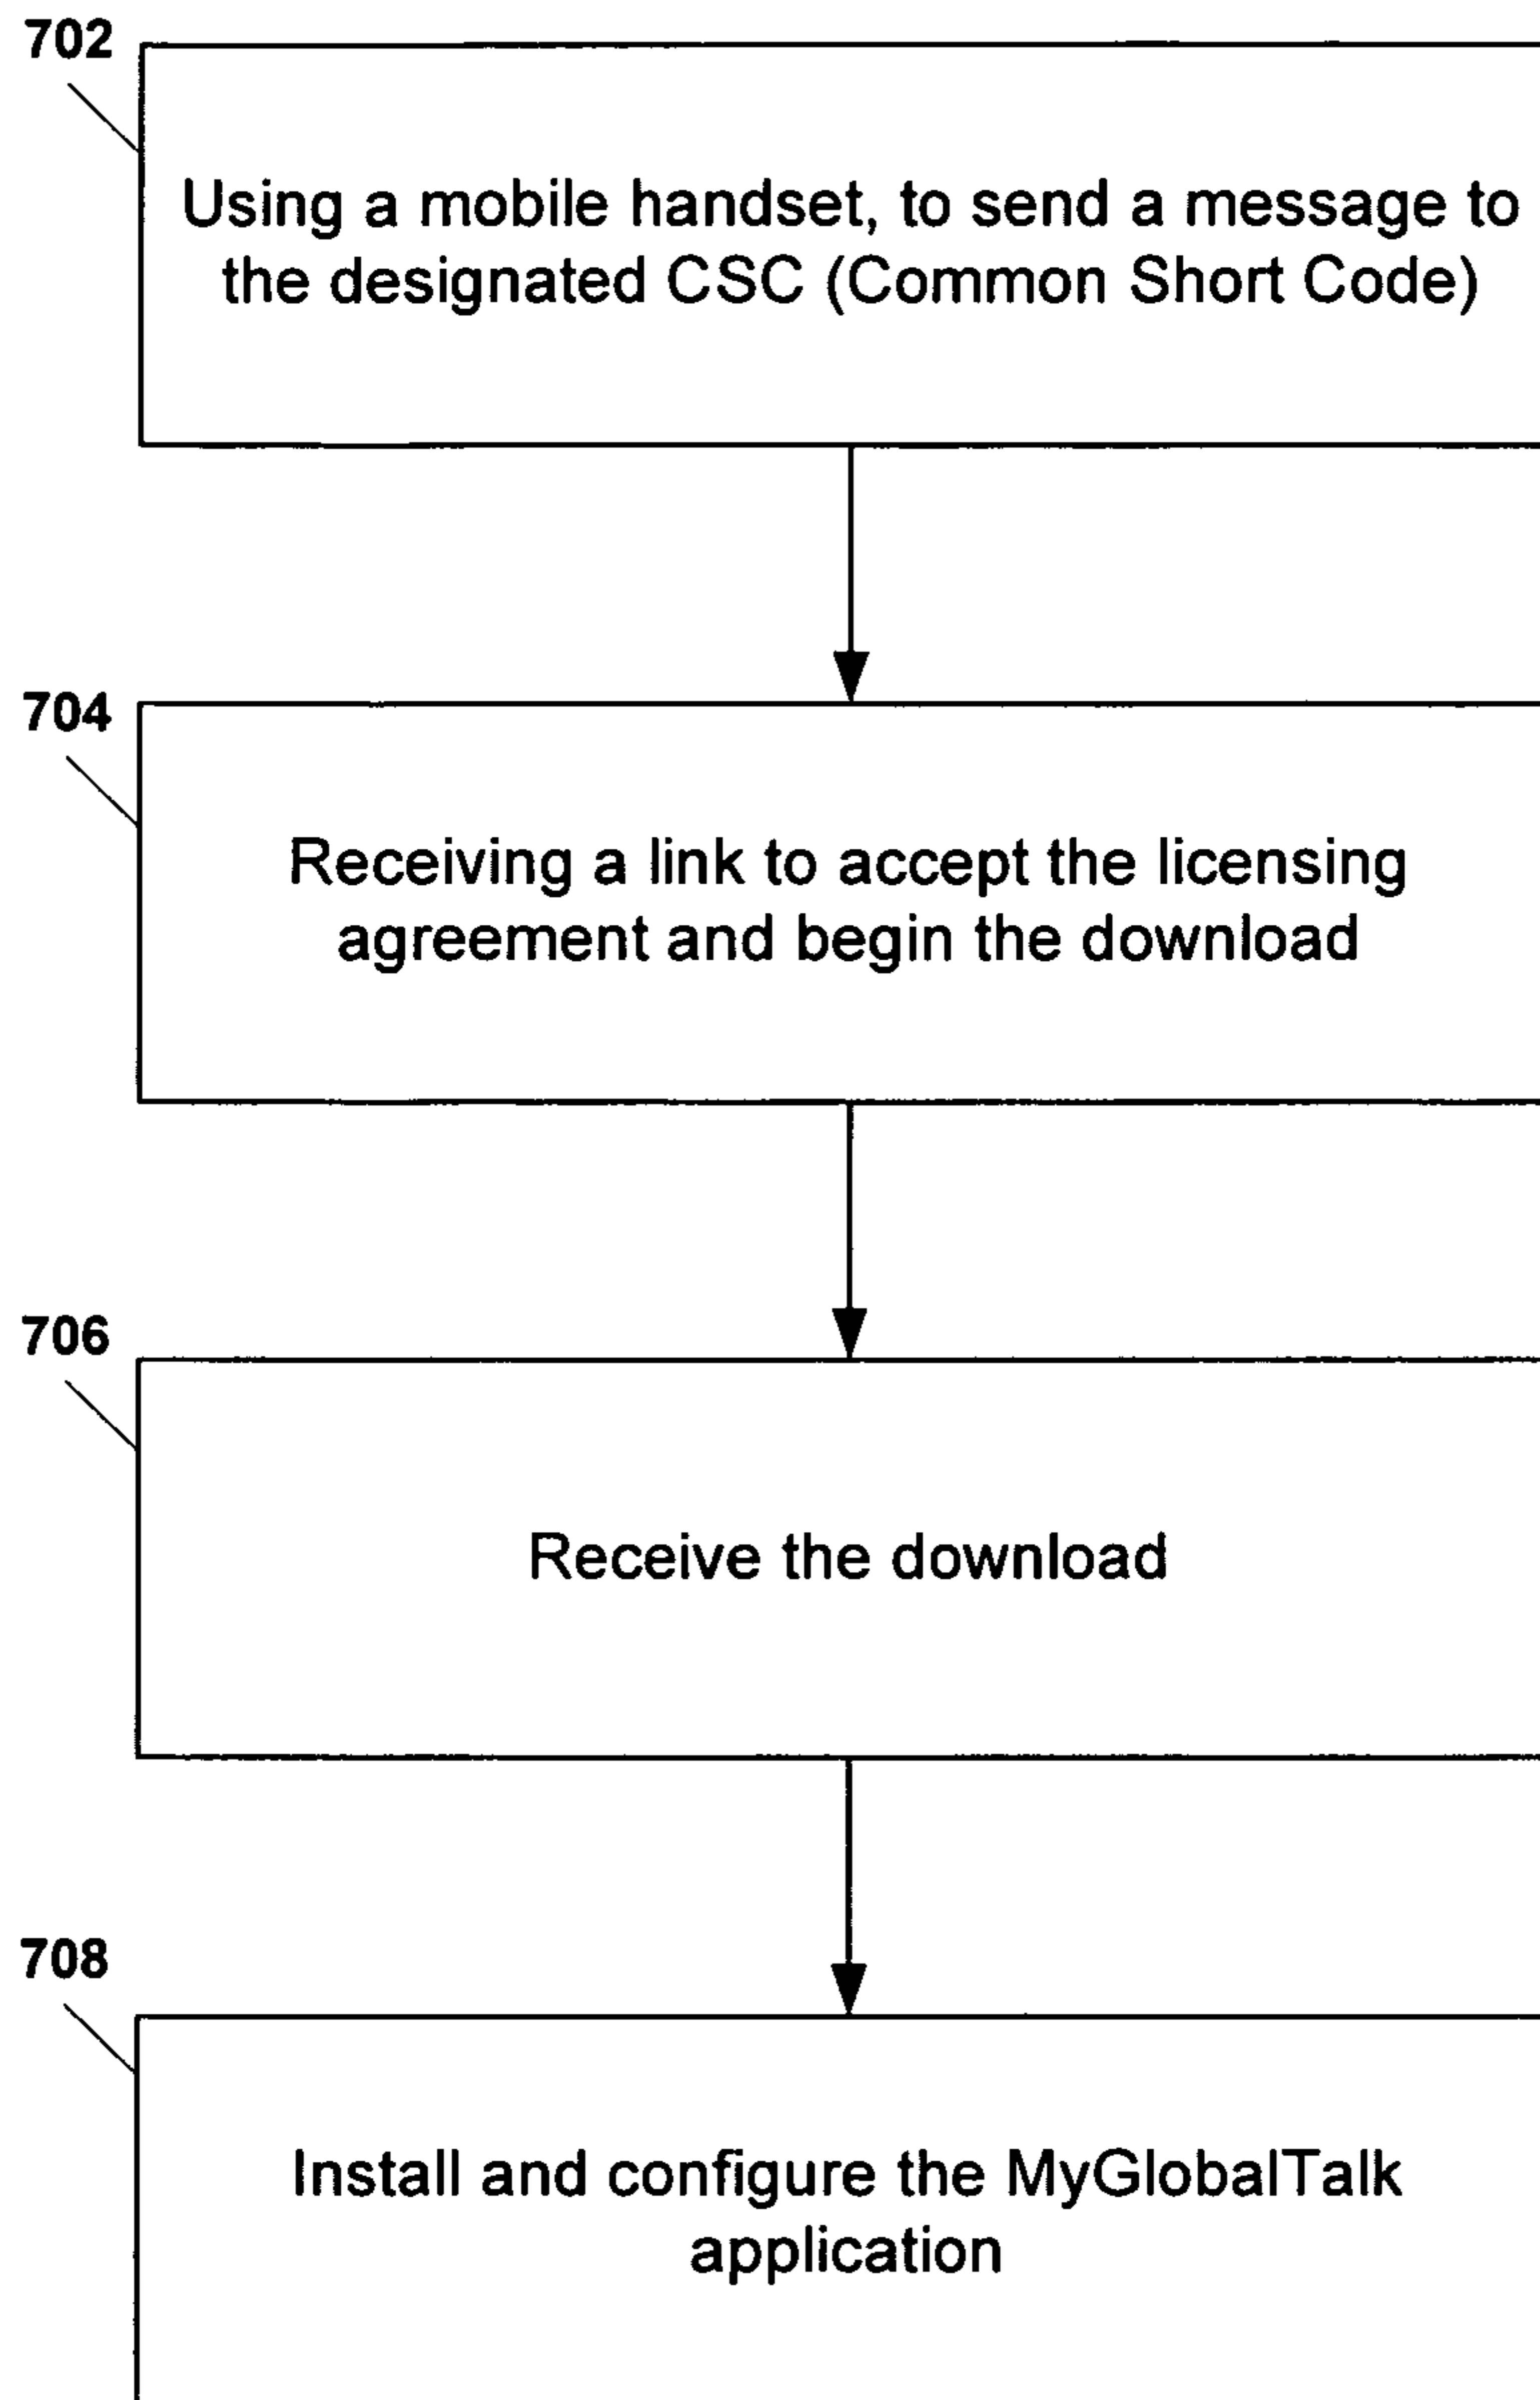 702
Using a mobile handset, to send a message to
the designated CSC (Common Short Code)
704
Receiving a link to accept the licensing
agreement and begin the download
706
Receive the download
708
Install and configure the MyGlobalTalk
application